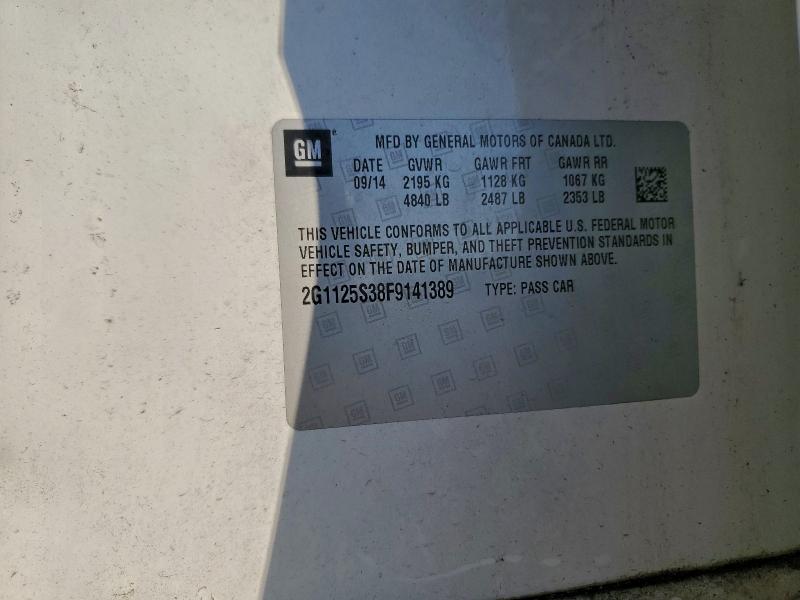 GM
MFD BY GENERAL MOTORS OF CANADA LTD.
DATE GVWR GAWR FRT GAWR RR
09/14 2195 KG 1128 KG 1067 KG
4840 LB 2487 LB 2353 LB
THIS VEHICLE CONFORMS TO ALL APPLICABLE U.S. FEDERAL MOTOR
VEHICLE SAFETY, BUMPER, AND THEFT PREVENTION STANDARDS IN
EFFECT ON THE DATE OF MANUFACTURE SHOWN ABOVE.
2G1125S38F9141389 TYPE: PASS CAR